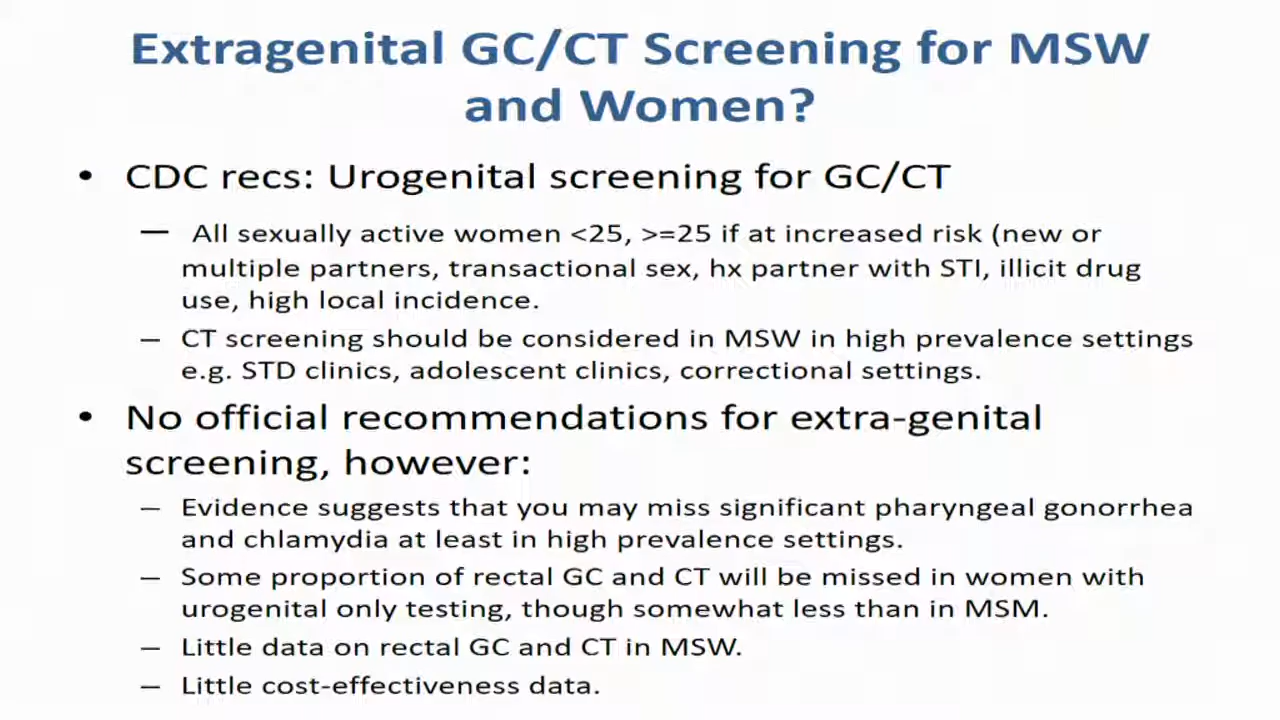 Extragenital GC/CT Screening for MSW
and Women?
• CDC recs: Urogenital screening for GC/CT
— All sexually active women <25, >=25 if at increased risk (new or
multiple partners, transactional sex, hx partner with STI, illicit drug
use, high local incidence.
– CT screening should be considered in MSW in high prevalence settings
e.g. STD clinics, adolescent clinics, correctional settings.
• No official recommendations for extra-genital
screening, however:
– Evidence suggests that you may miss significant pharyngeal gonorrhea
and chlamydia at least in high prevalence settings.
– Some proportion of rectal GC and CT will be missed in women with
urogenital only testing, though somewhat less than in MSM.
– Little data on rectal GC and CT in MSW.
– Little cost-effectiveness data.